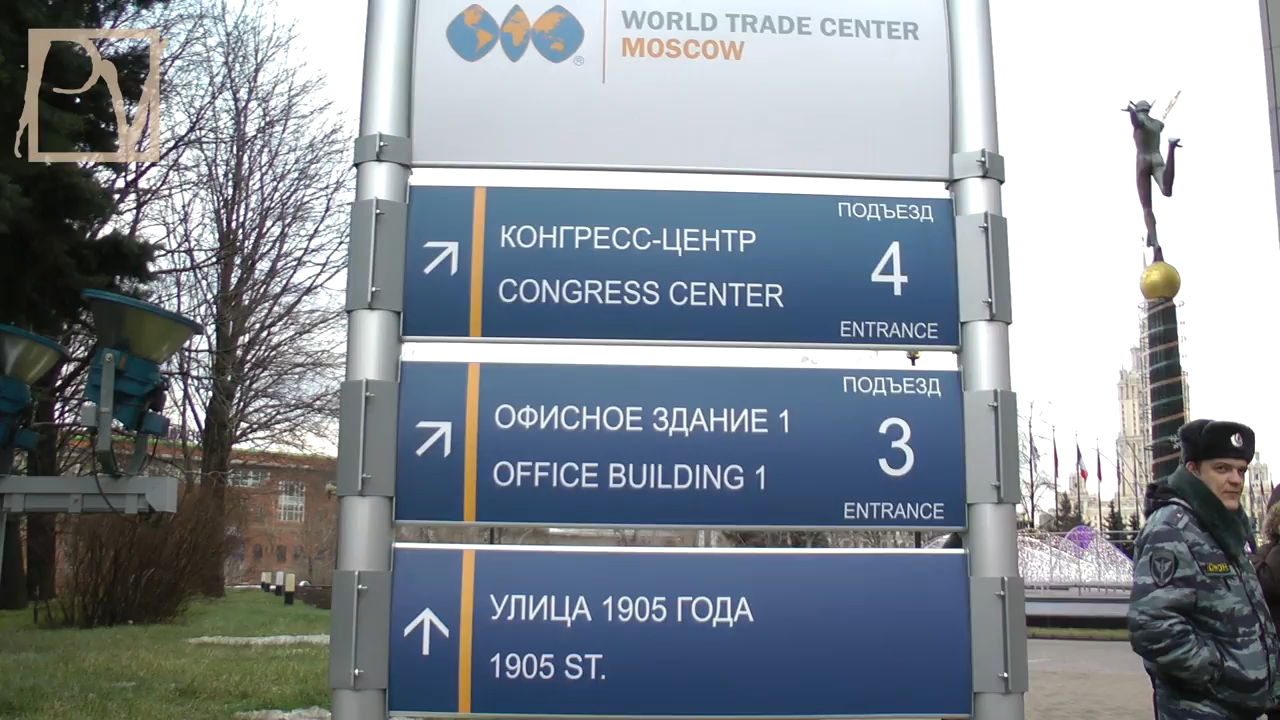 WORLD TRADE CENTER
MOSCOW
®
КОНГРЕСС-ЦЕНТР
CONGRESS CENTER
ПОДЪЕЗД
4
ENTRANCE
ОФИСНОЕ ЗДАНИЕ 1
OFFICE BUILDING 1
ПОДЪЕЗД
3
ENTRANCE
УЛИЦА 1905 ГОДА
1905 ST.